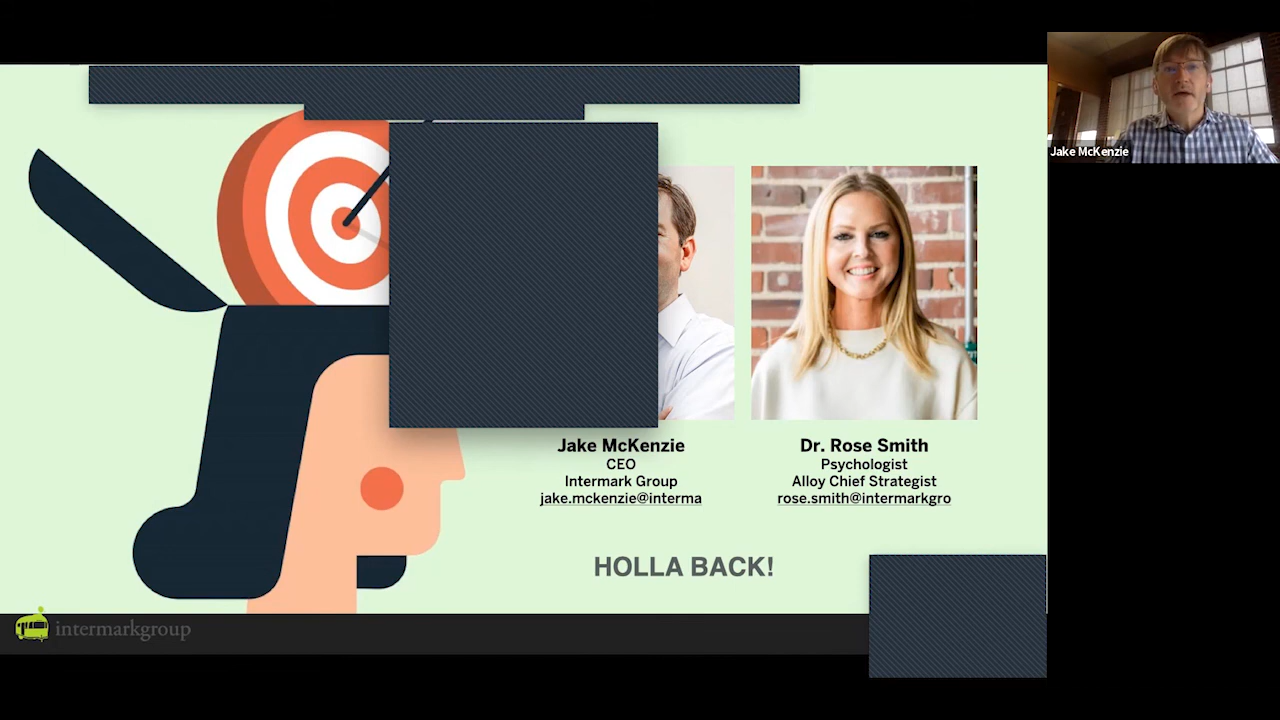 Jake McKenzie
Jake McKenzie
CEO
Intermark Group
jake.mckenzie@interma
Dr. Rose Smith
Psychologist
Alloy Chief Strategist
rose.smith@intermarkgro
HOLLA BACK!
intermarkgroup